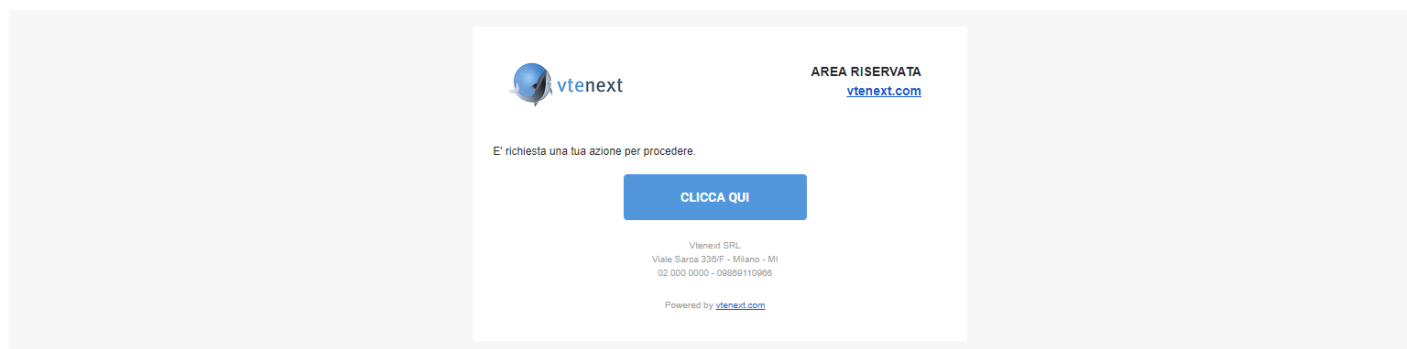 vtenext
AREA RISERVATA
vtenext.com
E' richiesta una tua azione per procedere.
CLICCA QUI
Vtenext SRL
Viale Sarca 336/F - Milano - MI
02 000 0000 - 09869110966
Powered by vtenext.com